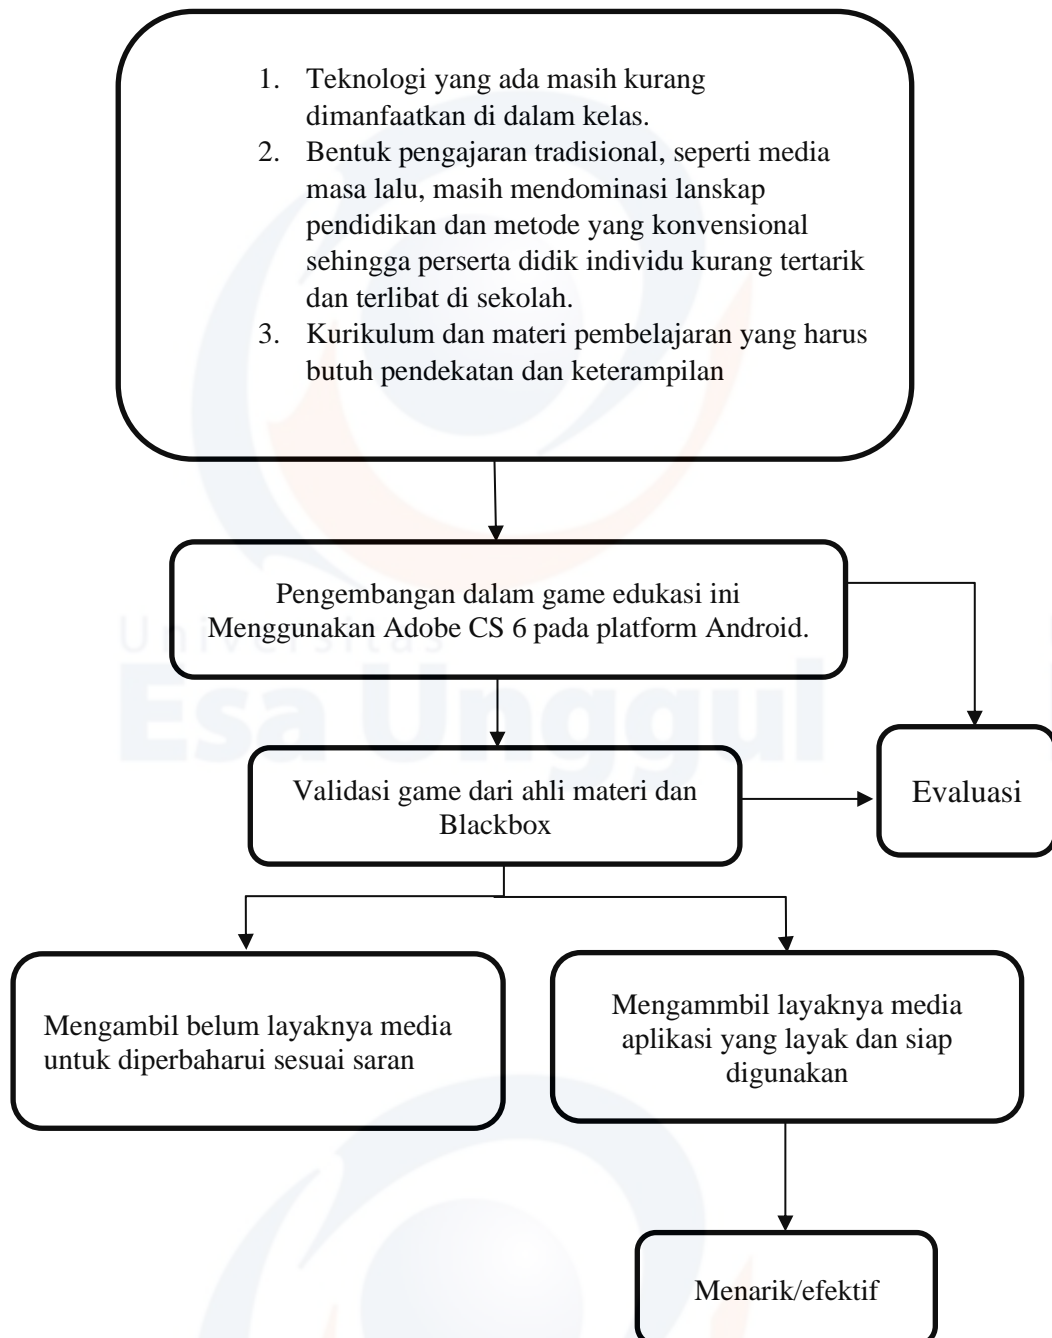 1. Teknologi yang ada masih kurang
dimanfaatkan di dalam kelas.
2. Bentuk pengajaran tradisional, seperti media
masa lalu, masih mendominasi lanskap
pendidikan dan metode yang konvensional
sehingga perserta didik individu kurang tertarik
dan terlibat di sekolah.
3. Kurikulum dan materi pembelajaran yang harus
butuh pendekatan dan keterampilan
Pengembangan dalam game edukasi ini
Menggunakan Adobe CS 6 pada platform Android.
Universitas
Esa Unggul
Validasi game dari ahli materi dan
Blackbox
Evaluasi
Mengambil belum layaknya media
untuk diperbaharui sesuai saran
Mengammbil layaknya media
aplikasi yang layak dan siap
digunakan
Menarik/efektif